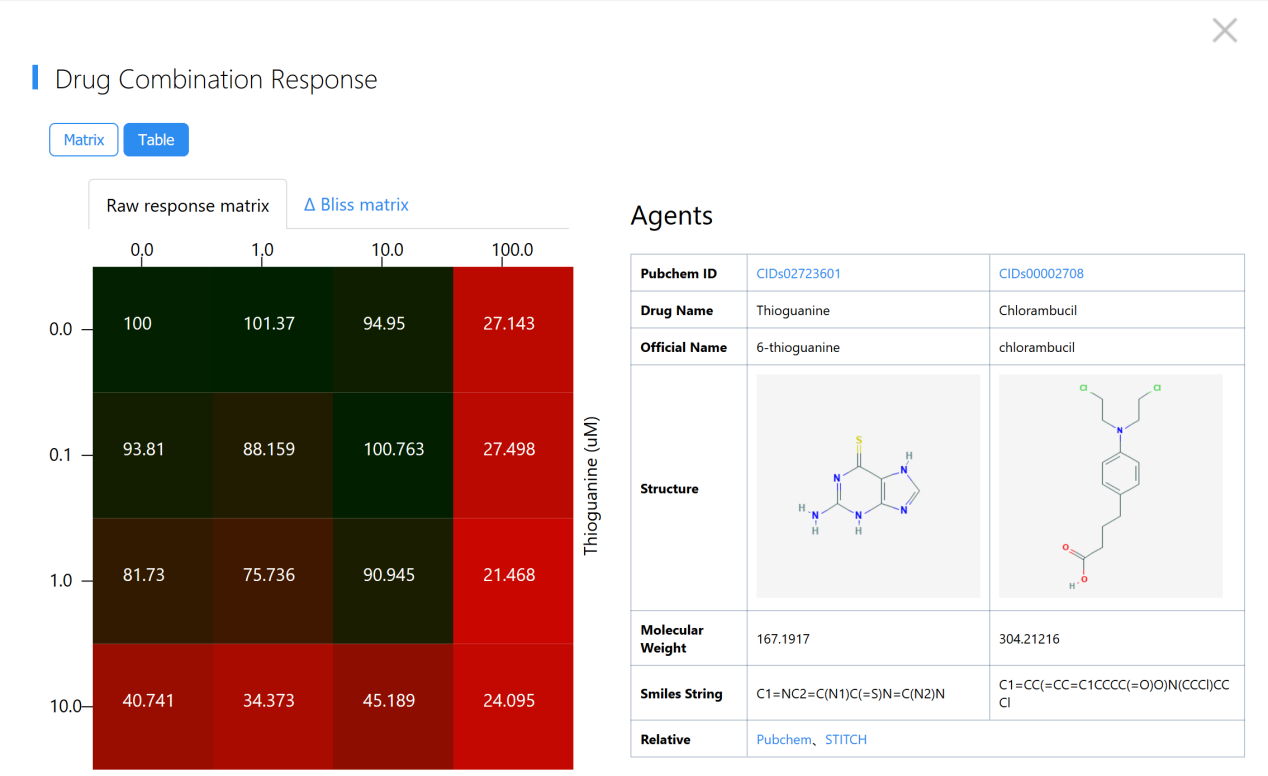 Drug Combination Response
Matrix Table
Raw response matrix Δ Bliss matrix
0.0 1.0 10.0 100.0
0.0 100 101.37 94.95 27.143
0.1 93.81 88.159 100.763 27.498
1.0 81.73 75.736 90.945 21.468
10.0 40.741 34.373 45.189 24.095
Thioguanine (uM)
Agents
Pubchem ID CIDs02723601 CIDs00002708
Drug Name Thioguanine Chlorambucil
Official Name 6-thioguanine chlorambucil
Structure
S
N
H
N
H
N
H
N
H
N
Cl Cl
N
O
O
H
Molecular
Weight
167.1917 304.21216
Smiles String C1=NC2=C(N1)C(=S)N=C(N2)N
C1=CC(=CC=C1CCCC(=O)O)N(CCCl)CC
Cl
Relative Pubchem、STITCH